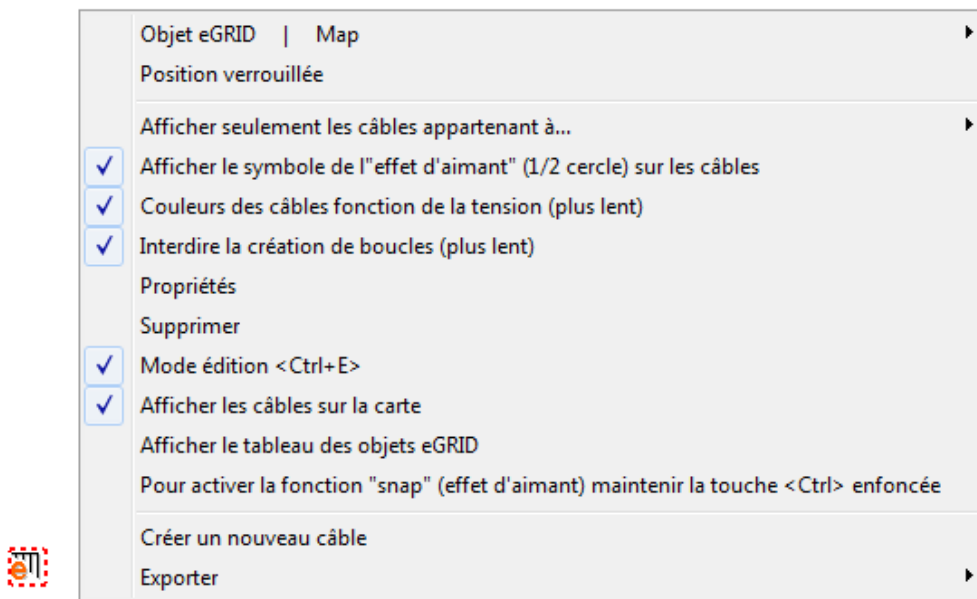 Objet eGRID | Map
Position verrouillée
Afficher seulement les câbles appartenant à...
Afficher le symbole de l"effet d'aimant" (1/2 cercle) sur les câbles
Couleurs des câbles fonction de la tension (plus lent)
Interdire la création de boucles (plus lent)
Propriétés
Supprimer
Mode édition <Ctrl+E>
Afficher les câbles sur la carte
Afficher le tableau des objets eGRID
Pour activer la fonction "snap" (effet d'aimant) maintenir la touche <Ctrl> enfoncée
Créer un nouveau câble
e
Exporter